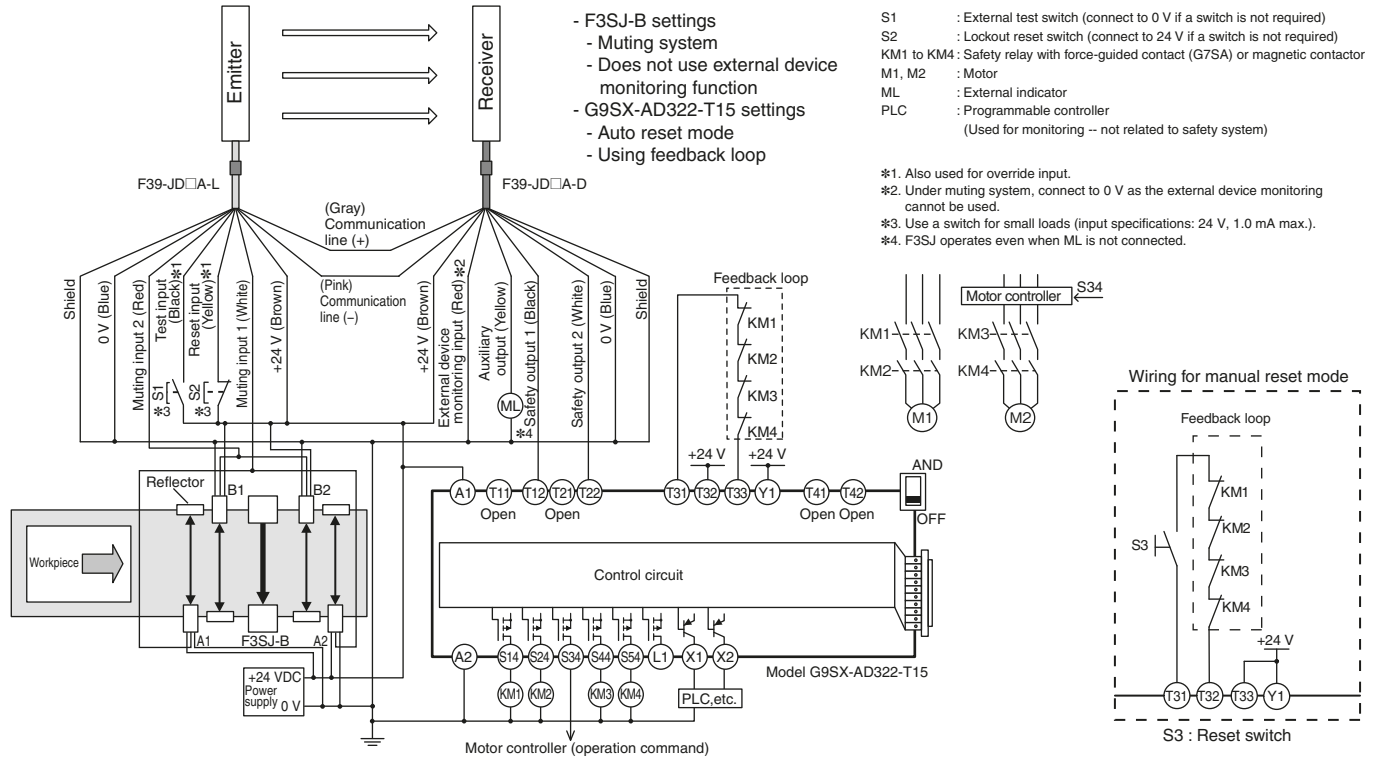 Emitter
Receiver
- F3SJ-B settings
- Muting system
- Does not use external device
monitoring function
- G9SX-AD322-T15 settings
- Auto reset mode
- Using feedback loop
S1 : External test switch (connect to 0 V if a switch is not required)
S2 : Lockout reset switch (connect to 24 V if a switch is not required)
KM1 to KM4 : Safety relay with force-guided contact (G7SA) or magnetic contactor
M1, M2 : Motor
ML : External indicator
PLC : Programmable controller
(Used for monitoring -- not related to safety system)
✻1. Also used for override input.
✻2. Under muting system, connect to 0 V as the external device monitoring
cannot be used.
✻3. Use a switch for small loads (input specifications: 24 V, 1.0 mA max.).
✻4. F3SJ operates even when ML is not connected.
F39-JD□A-L
F39-JD□A-D
(Gray)
Communication
line (+)
(Pink)
Communication
line (–)
Shield
0 V (Blue)
Muting input 2 (Red)
Test input
(Black) ✻1
Reset input
(Yellow) ✻1
Muting input 1 (White)
+24 V (Brown)
S1
✻3
S2
✻3
+24 V (Brown)
External device
monitoring input (Red) ✻2
Auxiliary
output (Yellow)
ML
✻4
Safety output 1 (Black)
Safety output 2 (White)
0 V (Blue)
Shield
Feedback loop
KM1
KM2
KM3
KM4
+24 V
+24 V
Motor controller
S34
KM1
KM2
KM3
KM4
M1
M2
Wiring for manual reset mode
Feedback loop
KM1
KM2
KM3
KM4
S3
+24 V
T31
T32
T33
Y1
S3 : Reset switch
Reflector
B1
B2
Workpiece
A1
F3SJ-B
A2
+24 VDC
Power
supply
0 V
A1
T11
T12
T21
T22
T31
T32
T33
Y1
T41
T42
Open
Open
Open
Open
AND
OFF
Control circuit
A2
S14
S24
S34
S44
S54
L1
X1
X2
Model G9SX-AD322-T15
KM1
KM2
KM3
KM4
PLC,etc.
Motor controller (operation command)